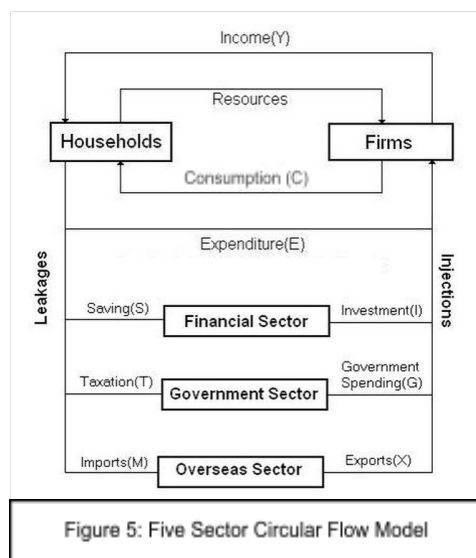 Income(Y)
Resources
Households
Firms
Consumption (C)
Expenditure(E)
Leakages
Injections
Saving(S)
Financial Sector
Investment(I)
Taxation(T)
Government Sector
Government
Spending(G)
Imports(M)
Overseas Sector
Exports(X)
Figure 5: Five Sector Circular Flow Model